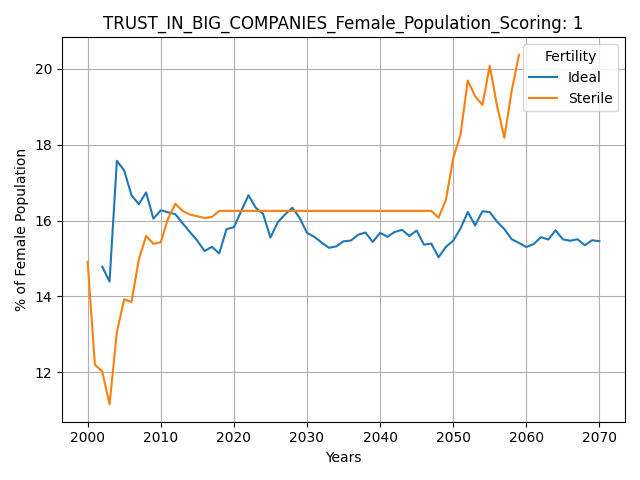 TRUST_IN_BIG_COMPANIES_Female_Population_Scoring: 1
Fertility
Ideal
Sterile
% of Female Population
20
18
16
14
12
2000 2010 2020 2030 2040 2050 2060 2070
Years